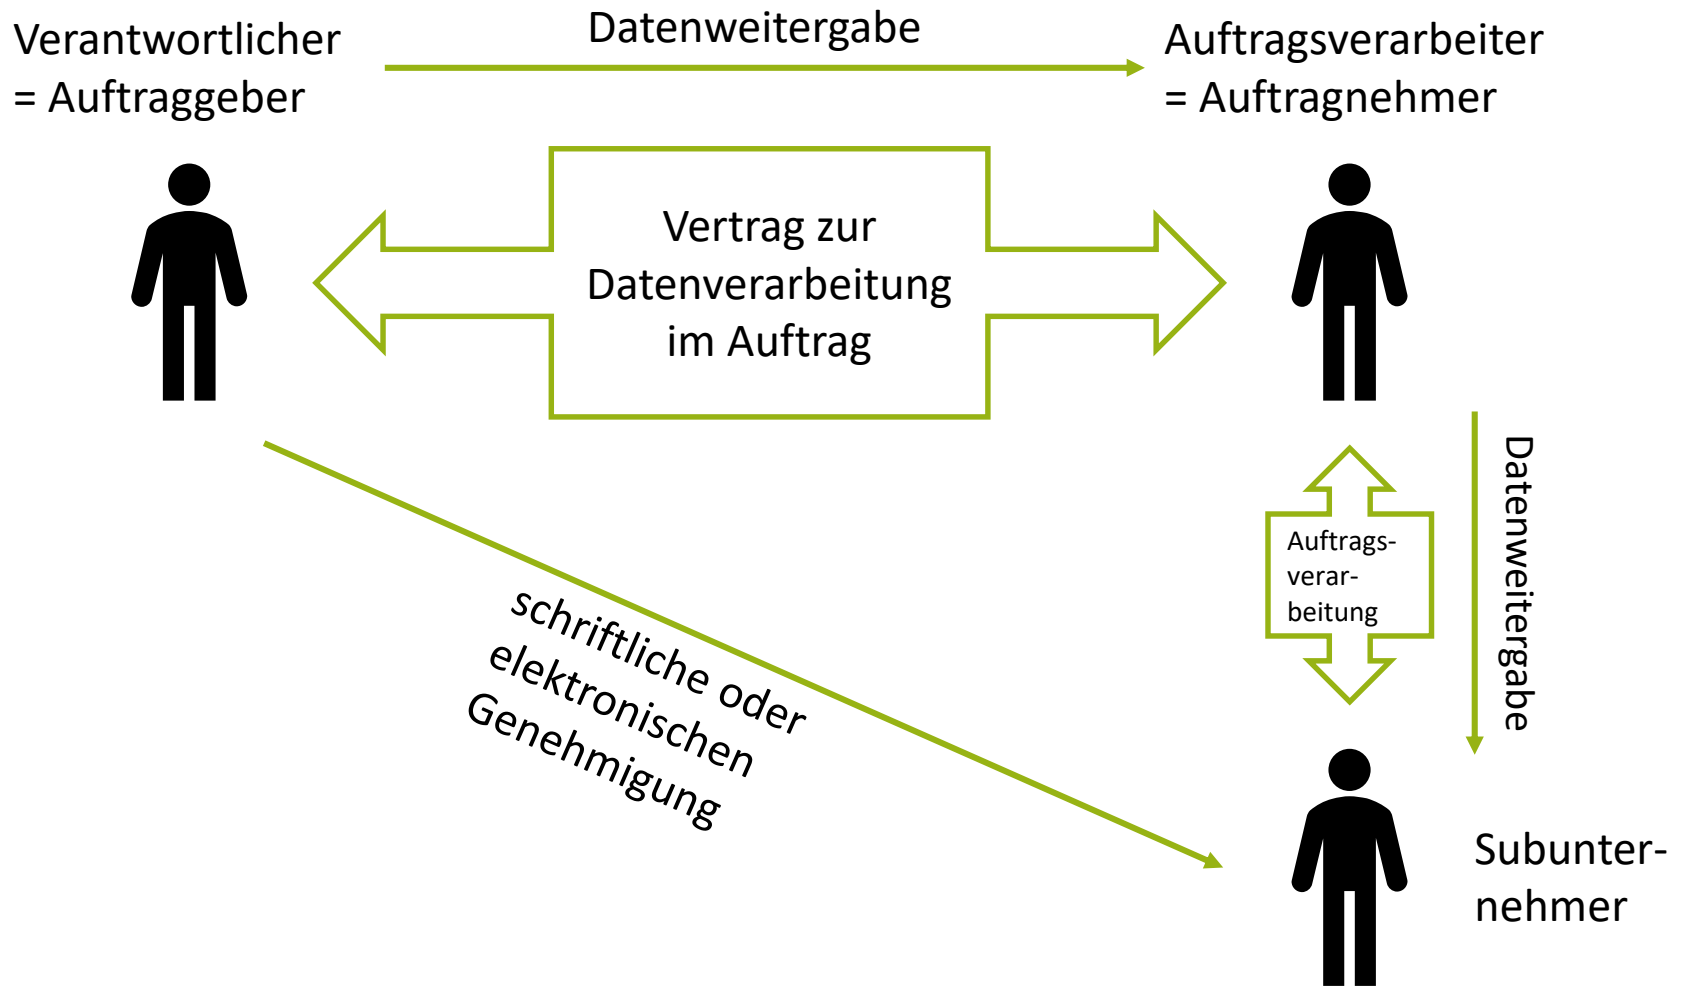 Verantwortlicher
= Auftraggeber
Datenweitergabe
Auftragsverarbeiter
= Auftragnehmer
Vertrag zur
Datenverarbeitung
im Auftrag
Auftrags-
verar-
beitung
Datenweitergabe
schriftliche oder
elektronischen
Genehmigung
Subunter-
nehmer